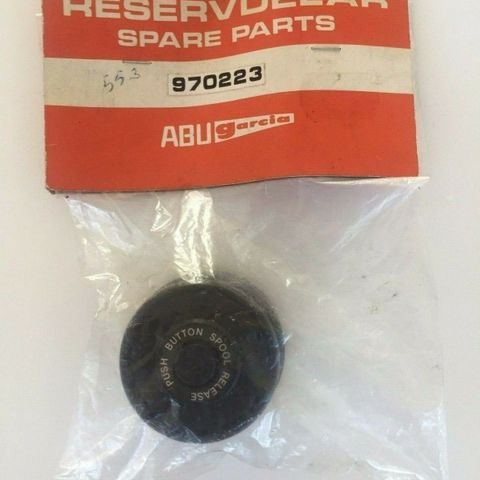 RESERVDELAR
SPARE PARTS
553
970223
ABU garcia
PUSH BUTTON SPOOL RELEASE